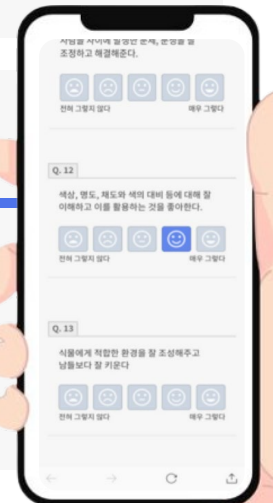 조정하고 해결해준다.
전혀 그렇지 않다 매우 그렇다
Q. 12
색상, 명도, 채도와 색의 대비 등에 대해 잘
이해하고 이를 활용하는 것을 좋아한다.
전혀 그렇지 않다 매우 그렇다
Q. 13
식물에게 적합한 환경을 잘 조성해주고
남들보다 잘 키운다
전혀 그렇지 않다 매우 그렇다